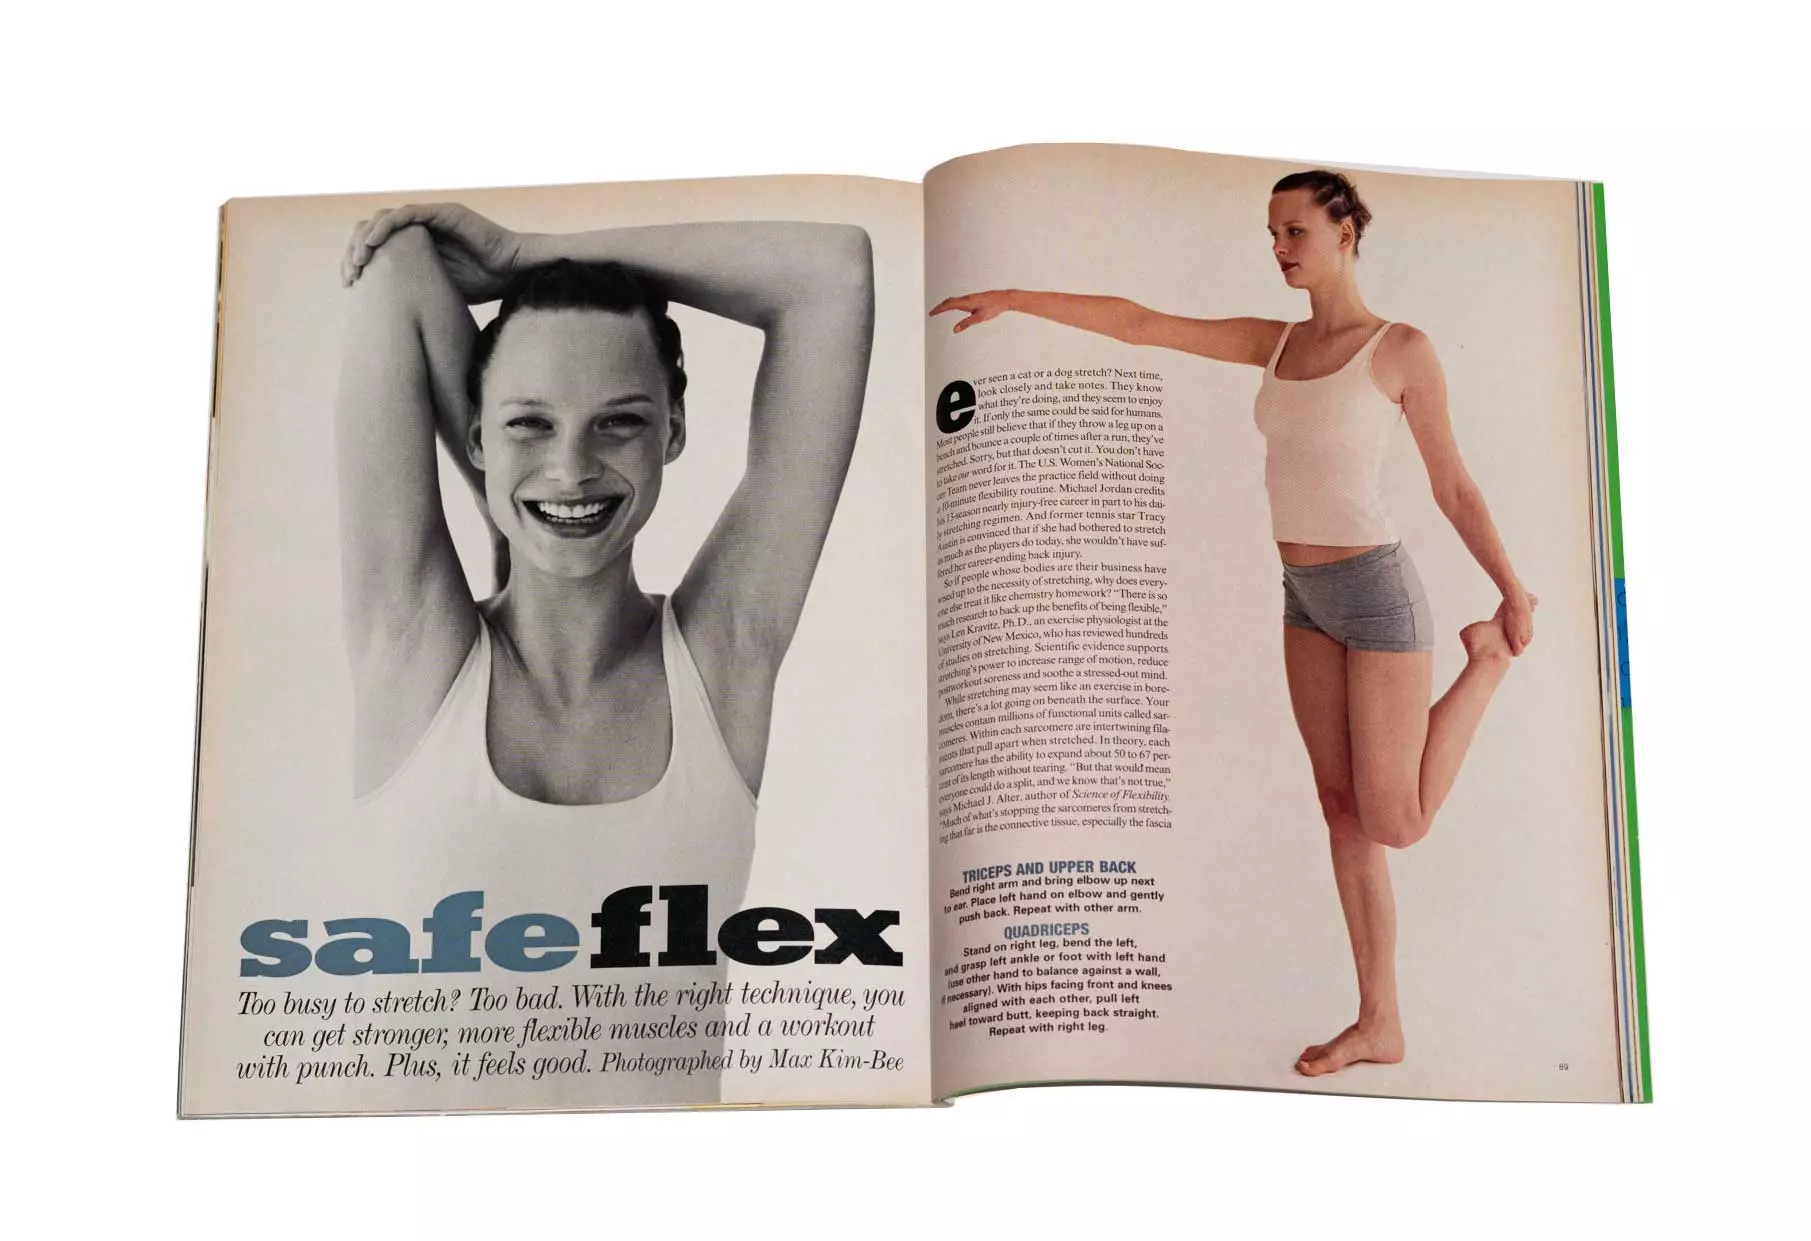 safeflex
Too busy to stretch? Too bad. With the right technique, you
can get stronger, more flexible muscles and a workout
with punch. Plus, it feels good. Photographed by Max Kim-Bee
ever seen a cat or a dog stretch? Next time,
look closely and take notes. They know
what they're doing, and they seem to enjoy
it. If only the same could be said for humans.
Most people still believe that if they throw a leg up on a
bench and bounce a couple of times after a run, they've
stretched. Sorry, but that doesn't cut it. You don't have
to take our word for it. The U.S. Women's National Soc-
cer Team never leaves the practice field without doing
a 10-minute flexibility routine. Michael Jordan credits
his 13-season nearly injury-free career in part to his dai-
ly stretching regimen. And former tennis star Tracy
Austin is convinced that if she had bothered to stretch
as much as the players do today, she wouldn't have suf-
fered her career-ending back injury.
So if people whose bodies are their business have
wised up to the necessity of stretching, why does every-
one else treat it like chemistry homework? "There is so
much research to back up the benefits of being flexible,"
says Len Kravitz, Ph.D., an exercise physiologist at the
University of New Mexico, who has reviewed hundreds
of studies on stretching. Scientific evidence supports
stretching's power to increase range of motion, reduce
postworkout soreness and soothe a stressed-out mind.
While stretching may seem like an exercise in bore-
dom, there's a lot going on beneath the surface. Your
muscles contain millions of functional units called sar-
comeres. Within each sarcomere are intertwining fila-
ments that pull apart when stretched. In theory, each
sarcomere has the ability to expand about 50 to 67 per-
cent of its length without tearing. "But that would mean
everyone could do a split, and we know that's not true,"
says Michael J. Alter, author of Science of Flexibility.
"Much of what's stopping the sarcomeres from stretch-
ing that far is the connective tissue, especially the fascia
TRICEPS AND UPPER BACK
Bend right arm and bring elbow up next
to ear. Place left hand on elbow and gently
push back. Repeat with other arm.
QUADRICEPS
Stand on right leg, bend the left,
and grasp left ankle or foot with left hand
(use other hand to balance against a wall,
if necessary). With hips facing front and knees
aligned with each other, pull left
heel toward butt, keeping back straight.
Repeat with right leg.
89